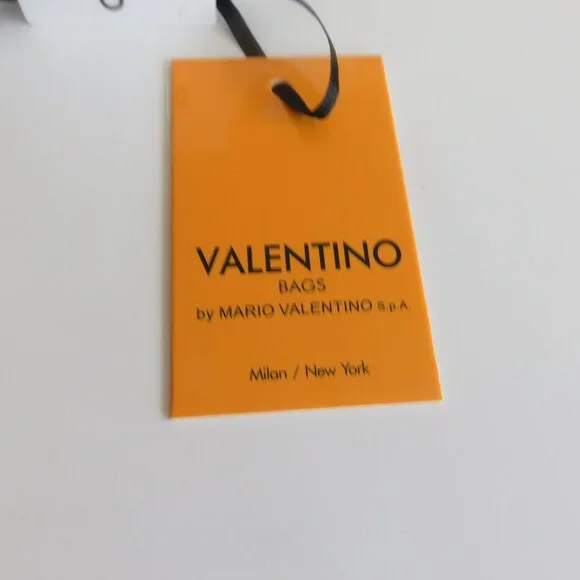 VALENTINO
BAGS
by MARIO VALENTINO S.p.A.
Milan / New York